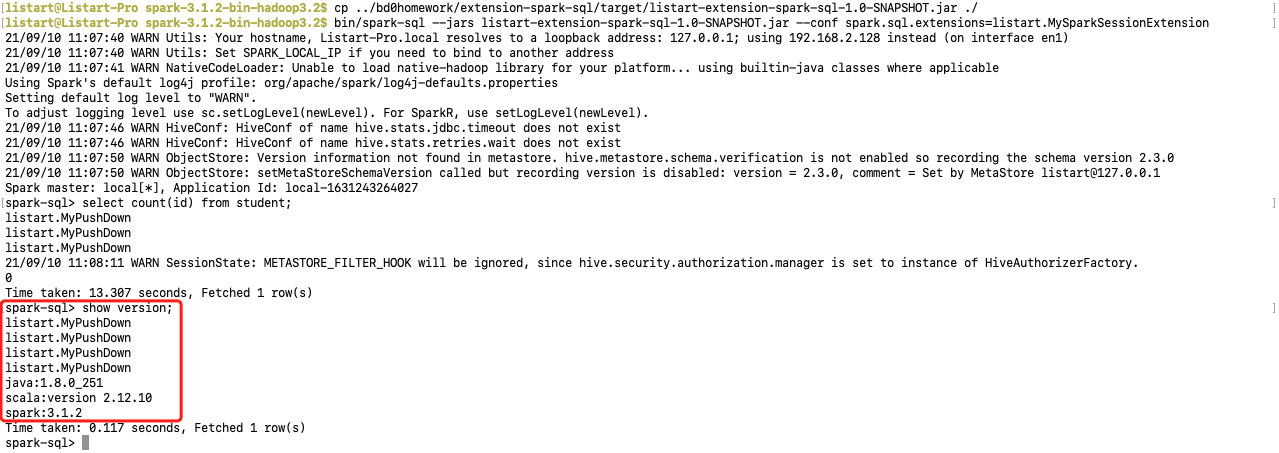 [listart@Listart-Pro spark-3.1.2-bin-hadoop3.2$ cp ../bd0homework/extension-spark-sql/target/listart-extension-spark-sql-1.0-SNAPSHOT.jar ./ ]
[listart@Listart-Pro spark-3.1.2-bin-hadoop3.2$ bin/spark-sql --jars listart-extension-spark-sql-1.0-SNAPSHOT.jar --conf spark.sql.extensions=listart.MySparkSessionExtension ]
21/09/10 11:07:40 WARN Utils: Your hostname, Listart-Pro.local resolves to a loopback address: 127.0.0.1; using 192.168.2.128 instead (on interface en1)
21/09/10 11:07:40 WARN Utils: Set SPARK_LOCAL_IP if you need to bind to another address
21/09/10 11:07:41 WARN NativeCodeLoader: Unable to load native-hadoop library for your platform... using builtin-java classes where applicable
Using Spark's default log4j profile: org/apache/spark/log4j-defaults.properties
Setting default log level to "WARN".
To adjust logging level use sc.setLogLevel(newLevel). For SparkR, use setLogLevel(newLevel).
21/09/10 11:07:46 WARN HiveConf: HiveConf of name hive.stats.jdbc.timeout does not exist
21/09/10 11:07:46 WARN HiveConf: HiveConf of name hive.stats.retries.wait does not exist
21/09/10 11:07:50 WARN ObjectStore: Version information not found in metastore. hive.metastore.schema.verification is not enabled so recording the schema version 2.3.0
21/09/10 11:07:50 WARN ObjectStore: setMetaStoreSchemaVersion called but recording version is disabled: version = 2.3.0, comment = Set by MetaStore listart@127.0.0.1
Spark master: local[*], Application Id: local-1631243264027
[spark-sql> select count(id) from student; ]
listart.MyPushDown
listart.MyPushDown
listart.MyPushDown
21/09/10 11:08:11 WARN SessionState: METASTORE_FILTER_HOOK will be ignored, since hive.security.authorization.manager is set to instance of HiveAuthorizerFactory.
0
Time taken: 13.307 seconds, Fetched 1 row(s)
[spark-sql> show version; ]
listart.MyPushDown
listart.MyPushDown
listart.MyPushDown
listart.MyPushDown
java:1.8.0_251
scala:version 2.12.10
spark:3.1.2
Time taken: 0.117 seconds, Fetched 1 row(s)
spark-sql>